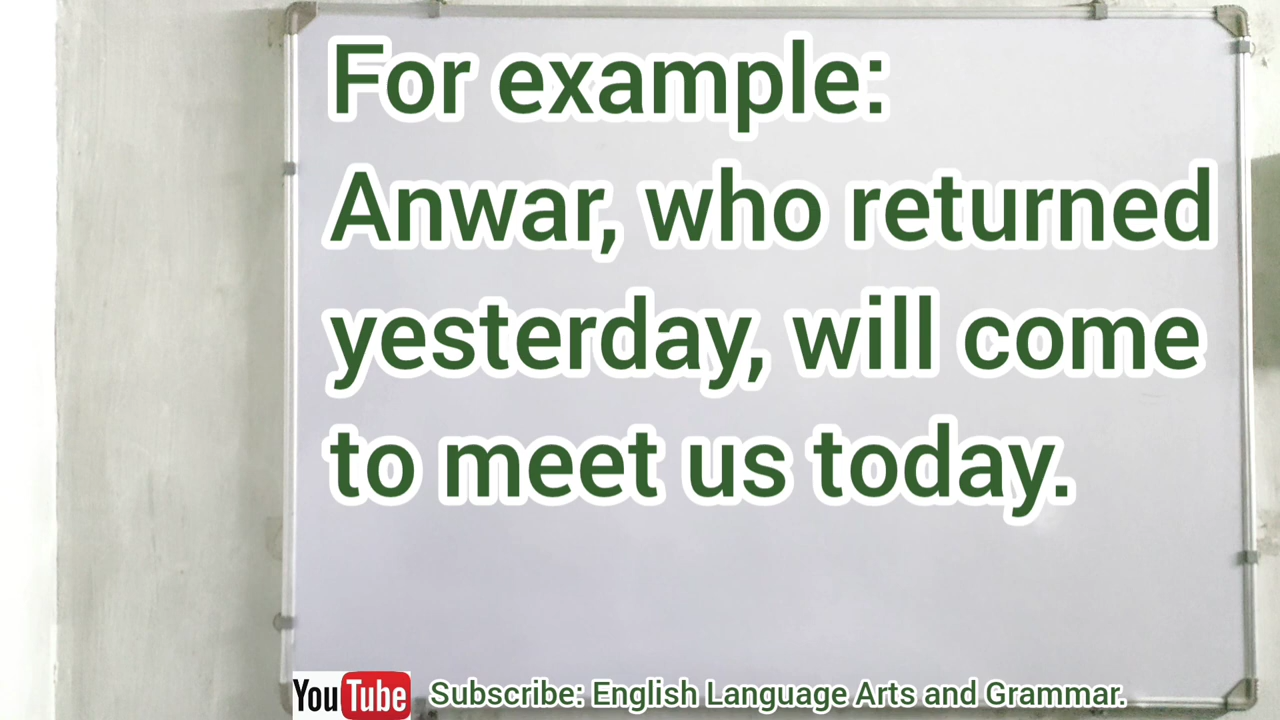 For example:
Anwar, who returned
yesterday, will come
to meet us today.
YouTube Subscribe: English Language Arts and Grammar.